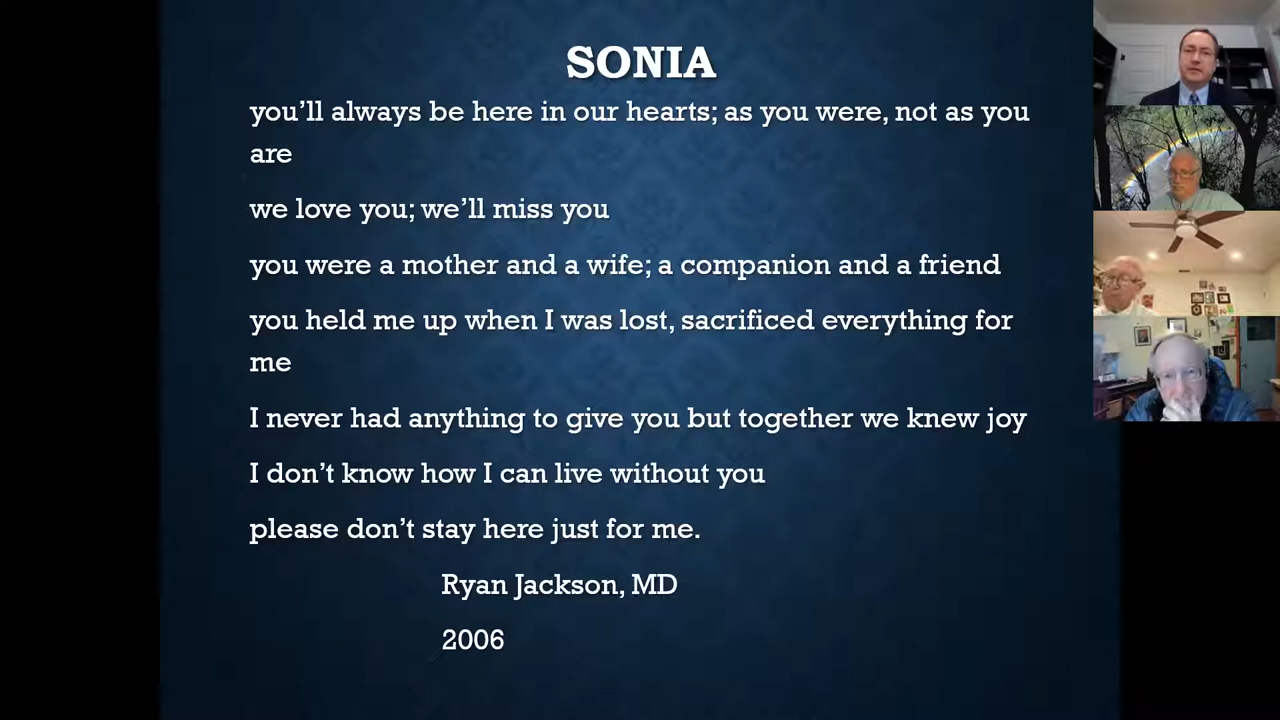 SONIA
you’ll always be here in our hearts; as you were, not as you
are
we love you; we’ll miss you
you were a mother and a wife; a companion and a friend
you held me up when I was lost, sacrificed everything for
me
I never had anything to give you but together we knew joy
I don’t know how I can live without you
please don’t stay here just for me.
Ryan Jackson, MD
2006